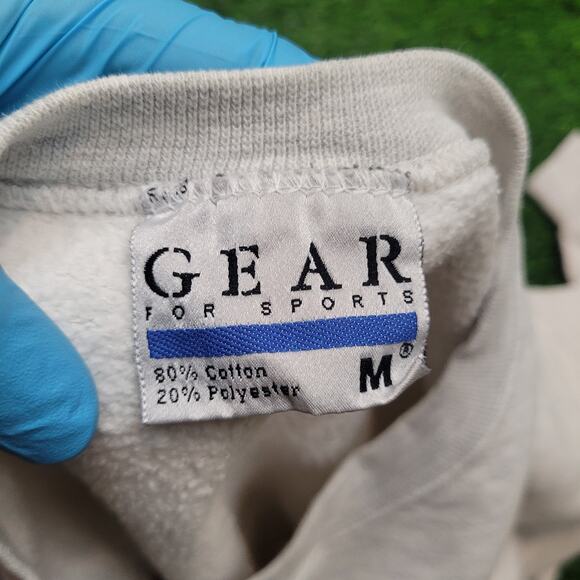 GEAR
FOR SPORTS
80% Cotton
20% Polyester
M®